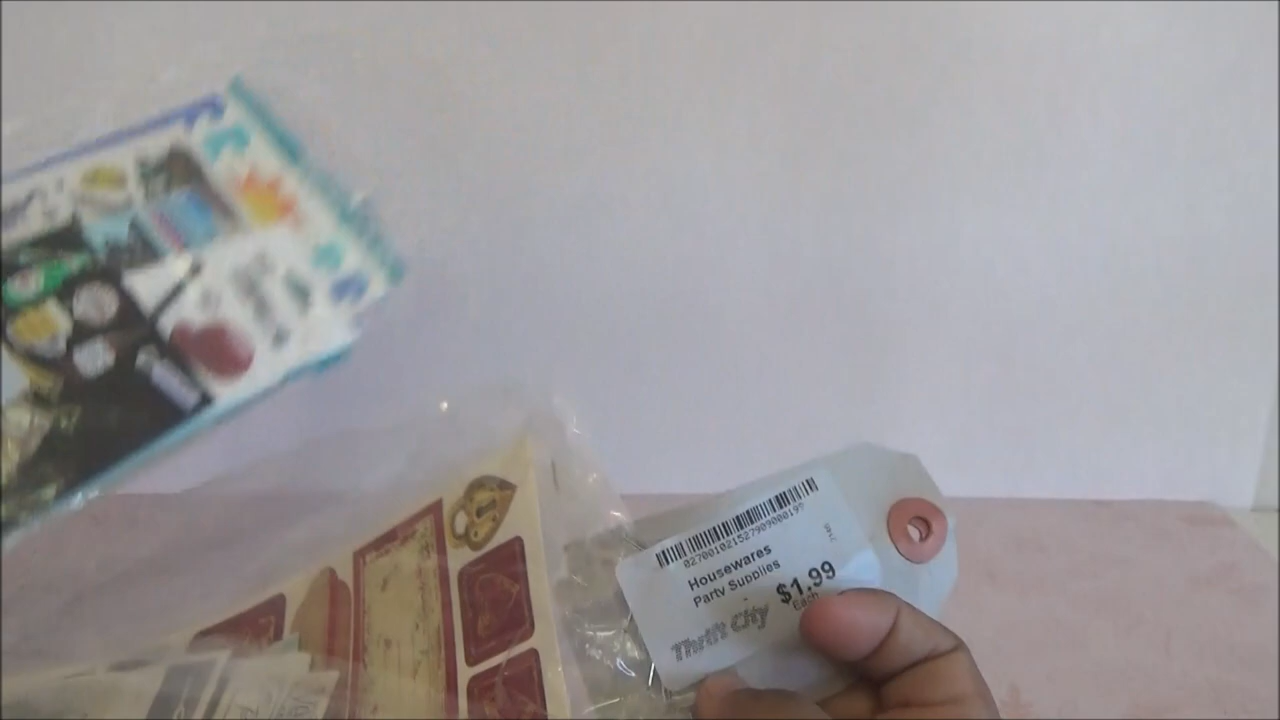 Housewares
Party Supplies
$1.99
Each
Thrift City